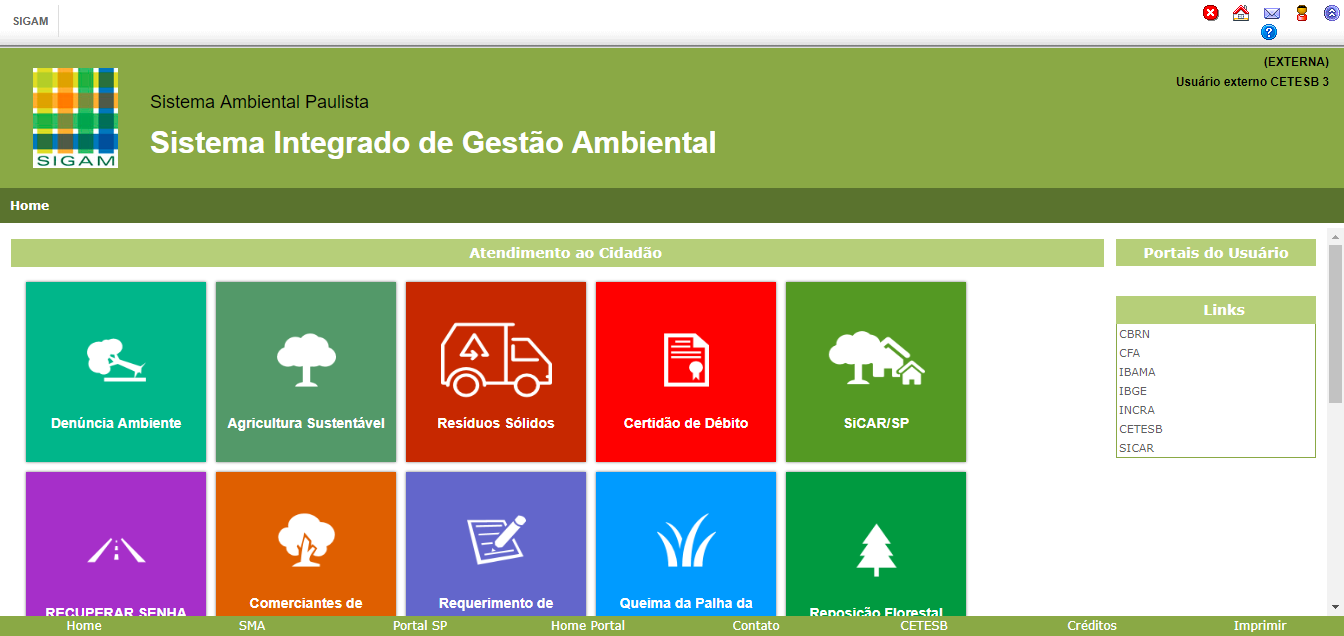 SIGAM
?
(EXTERNA)
Usuário externo CETESB 3
SIGAM
Sistema Ambiental Paulista
Sistema Integrado de Gestão Ambiental
Home
Atendimento ao Cidadão
Denúncia Ambiente
Agricultura Sustentável
Resíduos Sólidos
Certidão de Débito
SiCAR/SP
RECUPERAR SENHA
Comerciantes de
Requerimento de
Queima da Palha da
Reposição Florestal
Portais do Usuário
Links
CBRN
CFA
IBAMA
IBGE
INCRA
CETESB
SICAR
Home SMA Portal SP Home Portal Contato CETESB Créditos Imprimir